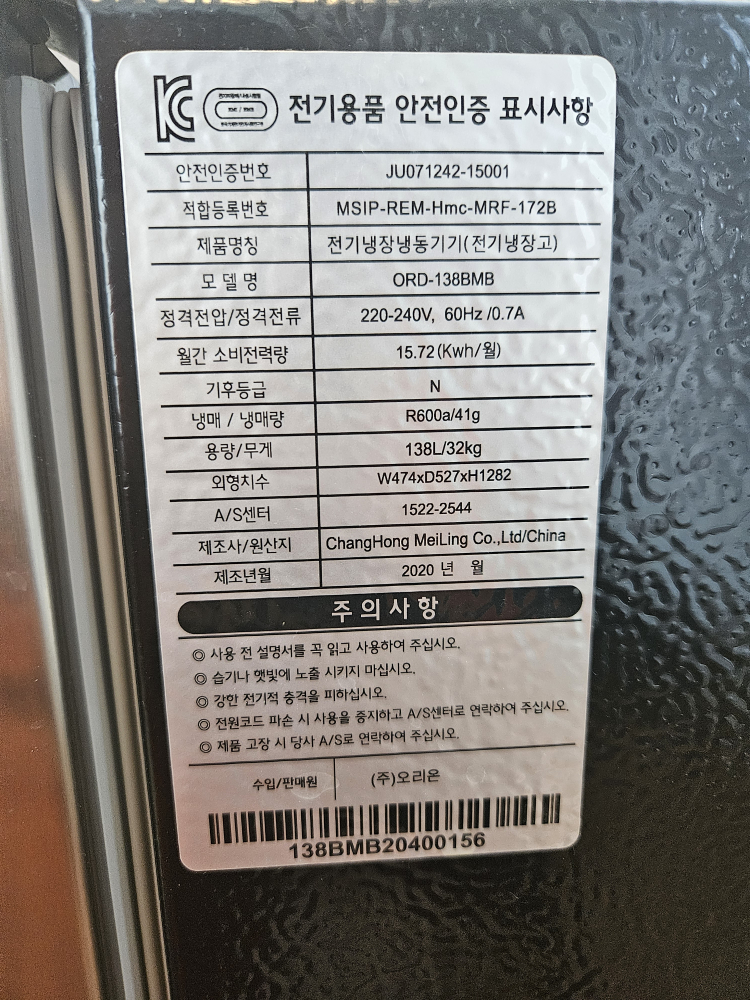 전기용품 안전인증 표시사항
안전인증번호 JU071242-15001
적합등록번호 MSIP-REM-Hmc-MRF-172B
제품명칭 전기냉장냉동기기(전기냉장고)
모 델 명 ORD-138BMB
정격전압/정격전류 220-240V, 60Hz /0.7A
월간 소비전력량 15.72(Kwh/월)
기후등급 N
냉매 / 냉매량 R600a/41g
용량/무게 138L/32kg
외형치수 W474xD527xH1282
A/S센터 1522-2544
제조사/원산지 ChangHong MeiLing Co.,Ltd/China
제조년월 2020 년 월
주의사항
◎ 사용 전 설명서를 꼭 읽고 사용하여 주십시오.
◎ 습기나 햇빛에 노출 시키지 마십시오.
◎ 강한 전기적 충격을 피하십시오.
◎ 전원코드 파손 시 사용을 중지하고 A/S센터로 연락하여 주십시오.
◎ 제품 고장 시 당사 A/S로 연락하여 주십시오.
수입/판매원 (주)오리온
138BMB20400156